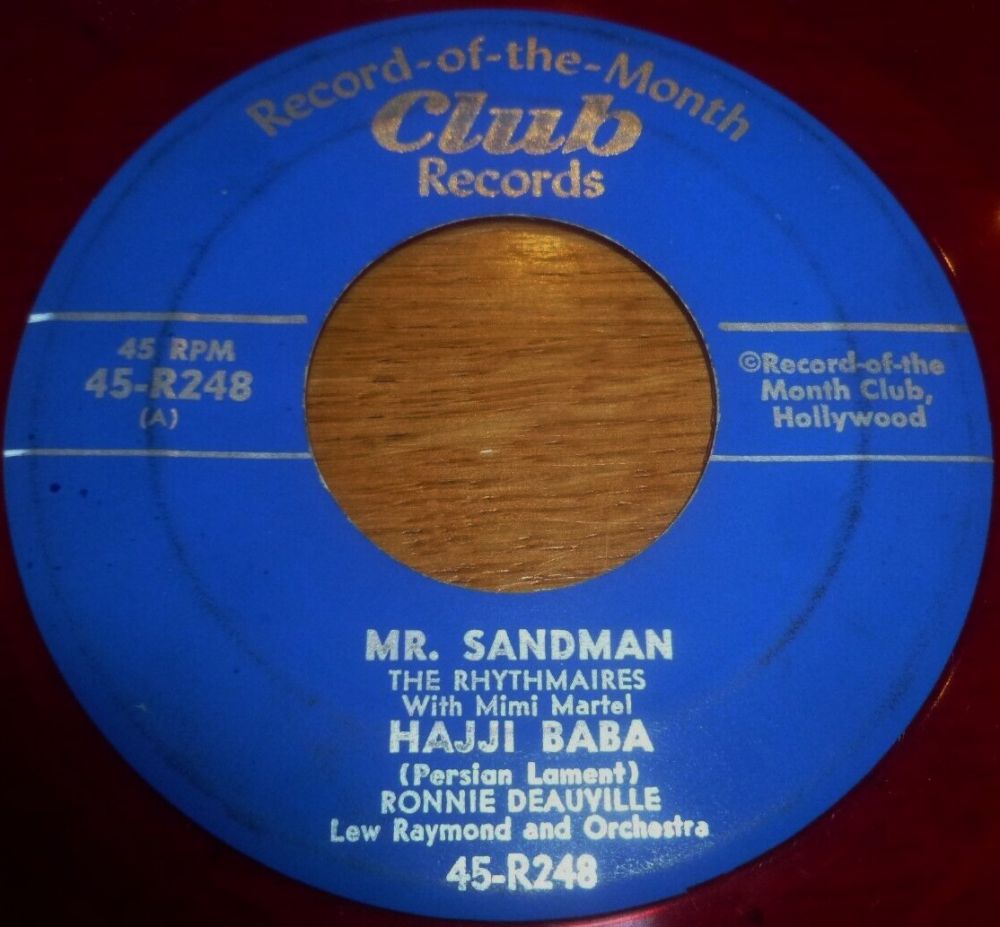 Record-of-the-Month
Club
Records
45 RPM
45-R248
(A)
©Record-of-the
Month Club,
Hollywood
MR. SANDMAN
THE RHYTHMAIRES
With Mimi Martel
HAJJI BABA
(Persian Lament)
RONNIE DEAUVILLE
Lew Raymond and Orchestra
45-R248